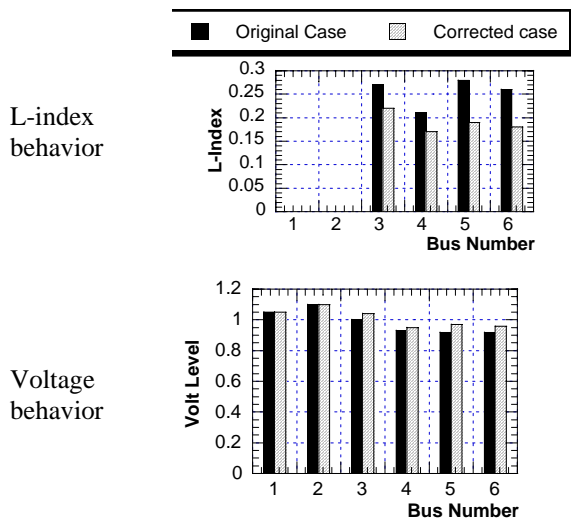 Original Case Corrected case
L-index
behavior
L-Index
0.3
0.25
0.2
0.15
0.1
0.05
0
1 2 3 4 5 6
Bus Number
Voltage
behavior
Volt Level
1.2
1
0.8
0.6
0.4
0.2
0
1 2 3 4 5 6
Bus Number